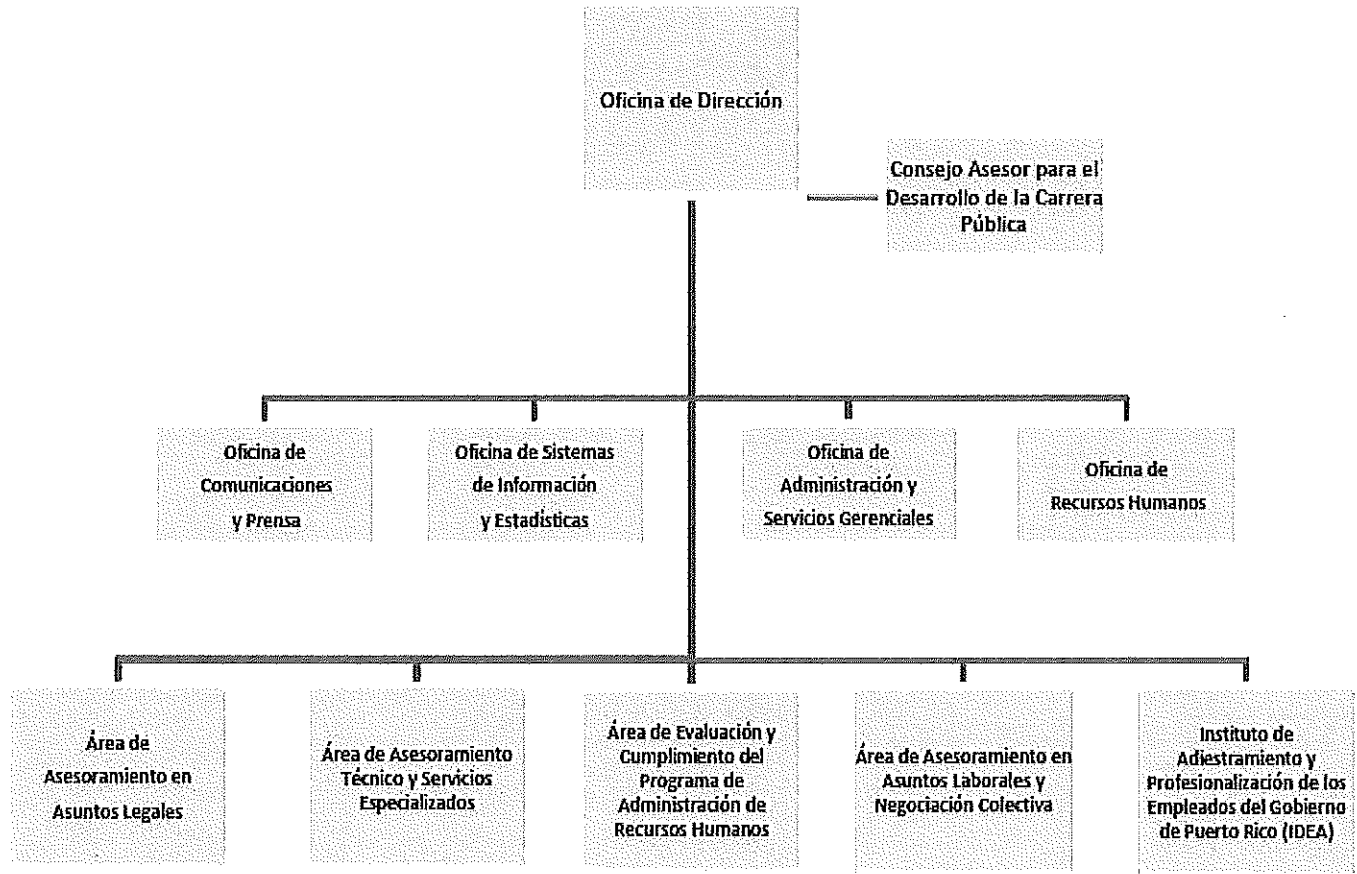 Oficina de Dirección
Consejo Asesor para el
Desarrollo de la Carrera
Pública
Oficina de
Comunicaciones
y Prensa
Oficina de Sistemas
de Información
y Estadísticas
Oficina de
Administración y
Servicios Gerenciales
Oficina de
Recursos Humanos
Área de
Asesoramiento en
Asuntos Legales
Área de Asesoramiento
Técnico y Servicios
Especializados
Área de Evaluación y
Cumplimiento del
Programa de
Administración de
Recursos Humanos
Área de Asesoramiento en
Asuntos Laborales y
Negociación Colectiva
Instituto de
Adiestramiento y
Profesionalización de los
Empleados del Gobierno
de Puerto Rico (IDEA)